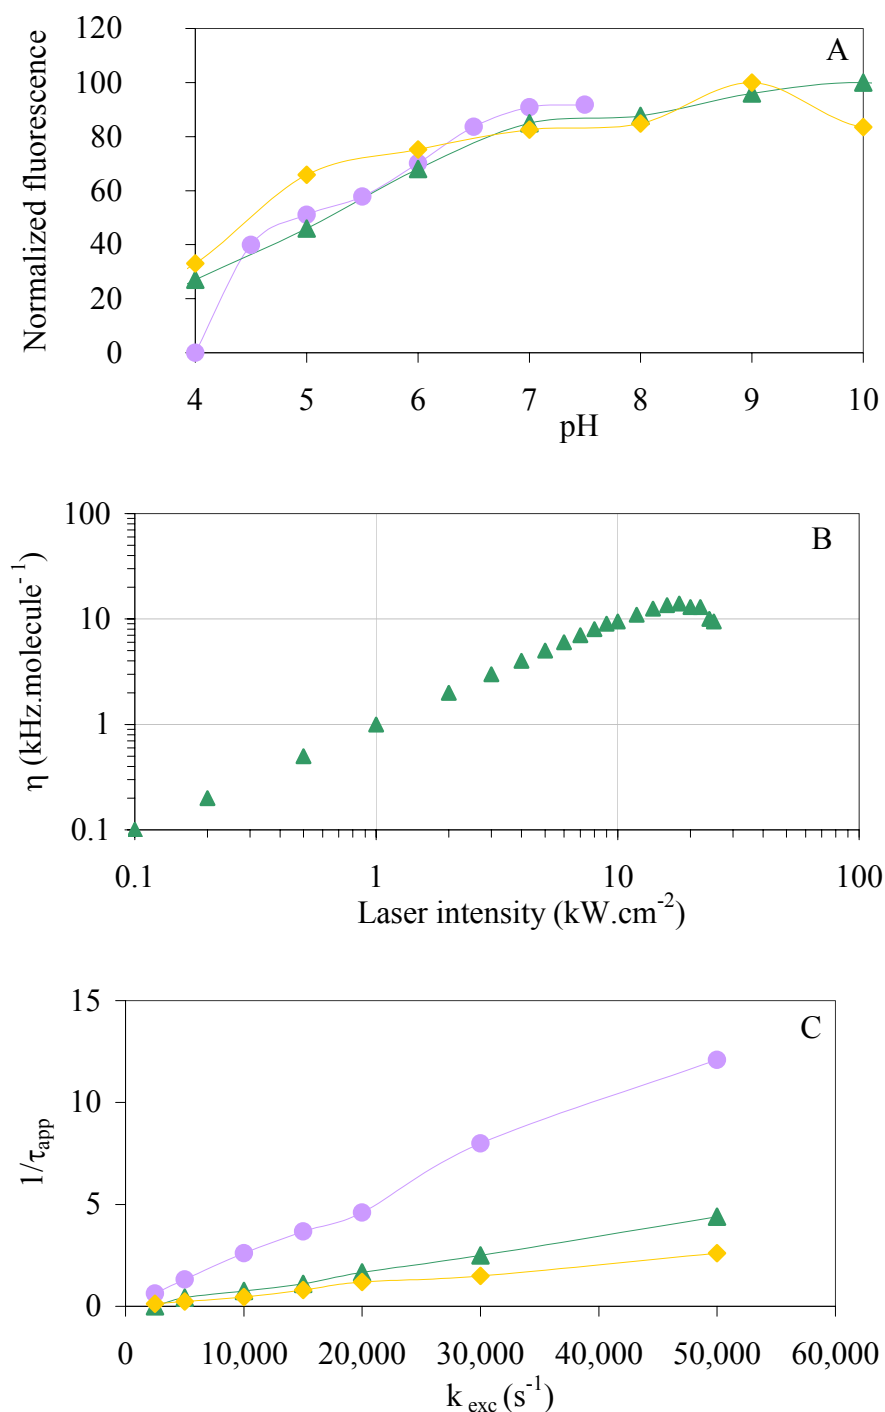 A
Normalized fluorescence
120
100
80
60
40
20
0
4 5 6 7 8 9 10
pH
B
η (kHz.molecule⁻¹)
100
10
1
0.1
0.1 1 10 100
Laser intensity (kW.cm⁻²)
C
1/τapp
15
10
5
0
0 10,000 20,000 30,000 40,000 50,000 60,000
k exc (s⁻¹)